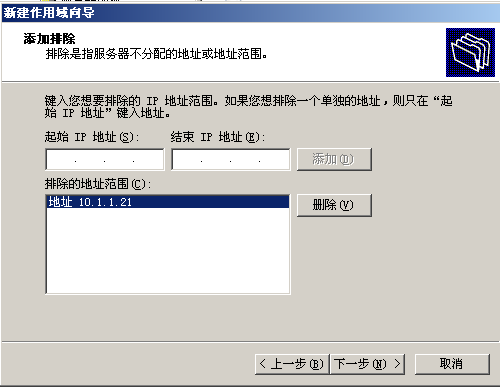 新建作用域向导
添加排除
排除是指服务器不分配的地址或地址范围。
键入您想要排除的 IP 地址范围。如果您想排除一个单独的地址，则只在“起
始 IP 地址”键入地址。
起始 IP 地址(S): 结束 IP 地址(E):
. . . . . . 添加(D)
排除的地址范围(C):
地址 10.1.1.21 删除(V)
< 上一步(B) 下一步(N) > 取消